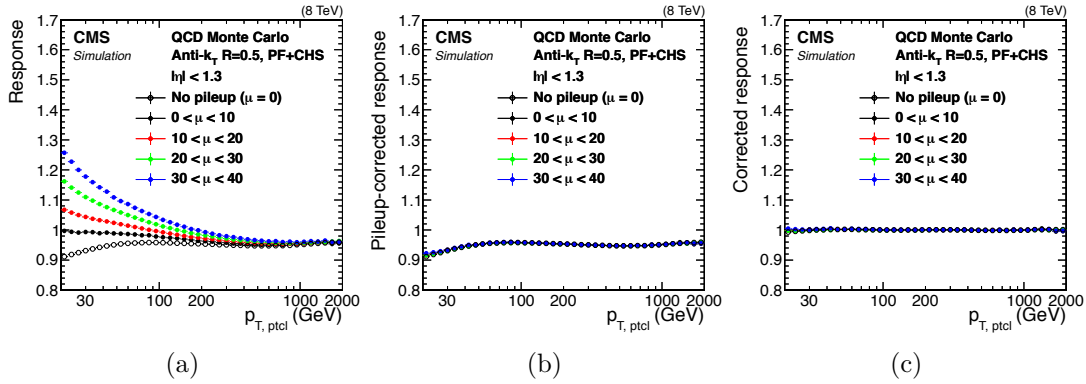 (8 TeV)
CMS
Simulation
QCD Monte Carlo
Anti-k_T R=0.5, PF+CHS
|η| < 1.3
No pileup (μ = 0)
0 < μ < 10
10 < μ < 20
20 < μ < 30
30 < μ < 40
Response
1.7
1.6
1.5
1.4
1.3
1.2
1.1
1
0.9
0.8
30
100
200
1000
2000
p_T, ptcl (GeV)
(a)
(8 TeV)
CMS
Simulation
QCD Monte Carlo
Anti-k_T R=0.5, PF+CHS
|η| < 1.3
No pileup (μ = 0)
0 < μ < 10
10 < μ < 20
20 < μ < 30
30 < μ < 40
Pileup-corrected response
1.7
1.6
1.5
1.4
1.3
1.2
1.1
1
0.9
0.8
30
100
200
1000
2000
p_T, ptcl (GeV)
(b)
(8 TeV)
CMS
Simulation
QCD Monte Carlo
Anti-k_T R=0.5, PF+CHS
|η| < 1.3
No pileup (μ = 0)
0 < μ < 10
10 < μ < 20
20 < μ < 30
30 < μ < 40
Corrected response
1.7
1.6
1.5
1.4
1.3
1.2
1.1
1
0.9
0.8
30
100
200
1000
2000
p_T, ptcl (GeV)
(c)